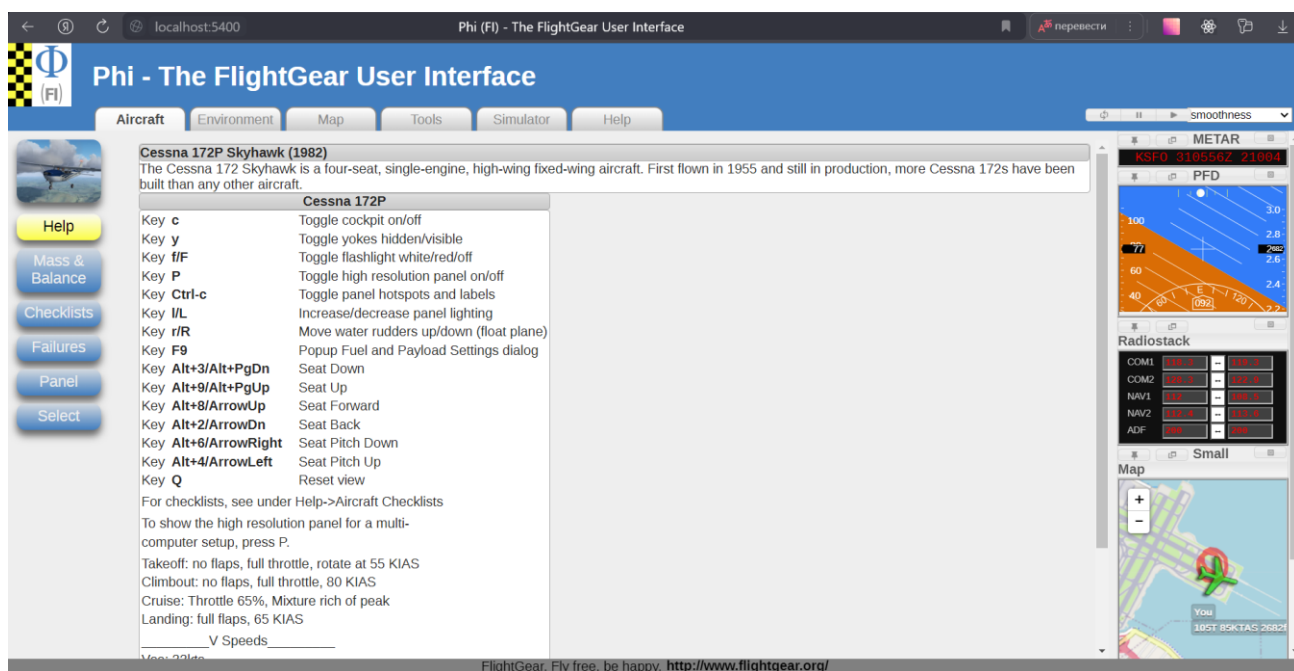 localhost:5400
Phi (FI) - The FlightGear User Interface
перевести
Φ
(FI)
Phi - The FlightGear User Interface
Aircraft
Environment
Map
Tools
Simulator
Help
smoothness
Help
Mass &
Balance
Checklists
Failures
Panel
Select
Cessna 172P Skyhawk (1982)
The Cessna 172 Skyhawk is a four-seat, single-engine, high-wing fixed-wing aircraft. First flown in 1955 and still in production, more Cessna 172s have been
built than any other aircraft.
Cessna 172P
Key c Toggle cockpit on/off
Key y Toggle yokes hidden/visible
Key f/F Toggle flashlight white/red/off
Key P Toggle high resolution panel on/off
Key Ctrl-c Toggle panel hotspots and labels
Key l/L Increase/decrease panel lighting
Key r/R Move water rudders up/down (float plane)
Key F9 Popup Fuel and Payload Settings dialog
Key Alt+3/Alt+PgDn Seat Down
Key Alt+9/Alt+PgUp Seat Up
Key Alt+8/ArrowUp Seat Forward
Key Alt+2/ArrowDn Seat Back
Key Alt+6/ArrowRight Seat Pitch Down
Key Alt+4/ArrowLeft Seat Pitch Up
Key Q Reset view
For checklists, see under Help->Aircraft Checklists
To show the high resolution panel for a multi-
computer setup, press P.
Takeoff: no flaps, full throttle, rotate at 55 KIAS
Climbout: no flaps, full throttle, 80 KIAS
Cruise: Throttle 65%, Mixture rich of peak
Landing: full flaps, 65 KIAS
_________V Speeds_________
METAR
KSFO 310556Z 21004
PFD
100
77
60
40
3.0
2.8
2682
2.6
2.4
2.2
6
E
120
092
Radiostack
COM1
COM2
NAV1
NAV2
ADF
Small
Map
+
−
You
105T 85KTAS 2682f
FlightGear. Fly free, be happy. http://www.flightgear.org/